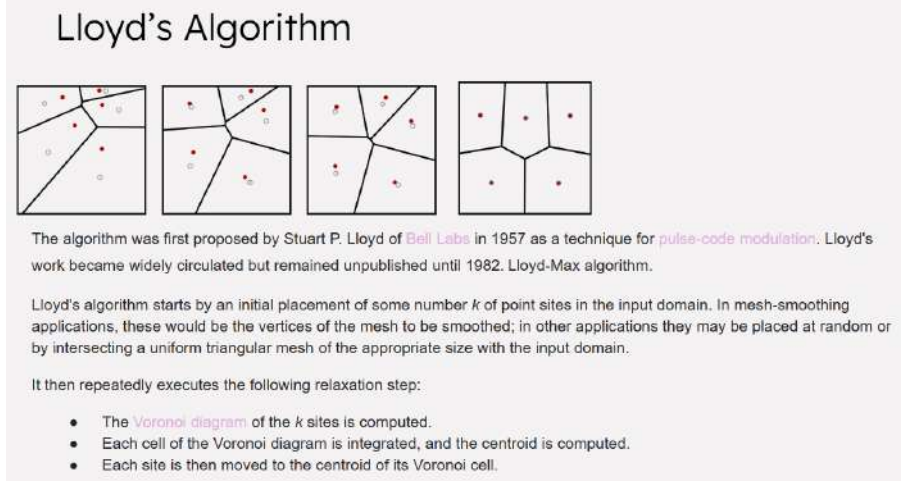 Lloyd's Algorithm
The algorithm was first proposed by Stuart P. Lloyd of Bell Labs in 1957 as a technique for pulse-code modulation. Lloyd's
work became widely circulated but remained unpublished until 1982. Lloyd-Max algorithm.
Lloyd's algorithm starts by an initial placement of some number k of point sites in the input domain. In mesh-smoothing
applications, these would be the vertices of the mesh to be smoothed; in other applications they may be placed at random or
by intersecting a uniform triangular mesh of the appropriate size with the input domain.
It then repeatedly executes the following relaxation step:
● The Voronoi diagram of the k sites is computed.
● Each cell of the Voronoi diagram is integrated, and the centroid is computed.
● Each site is then moved to the centroid of its Voronoi cell.